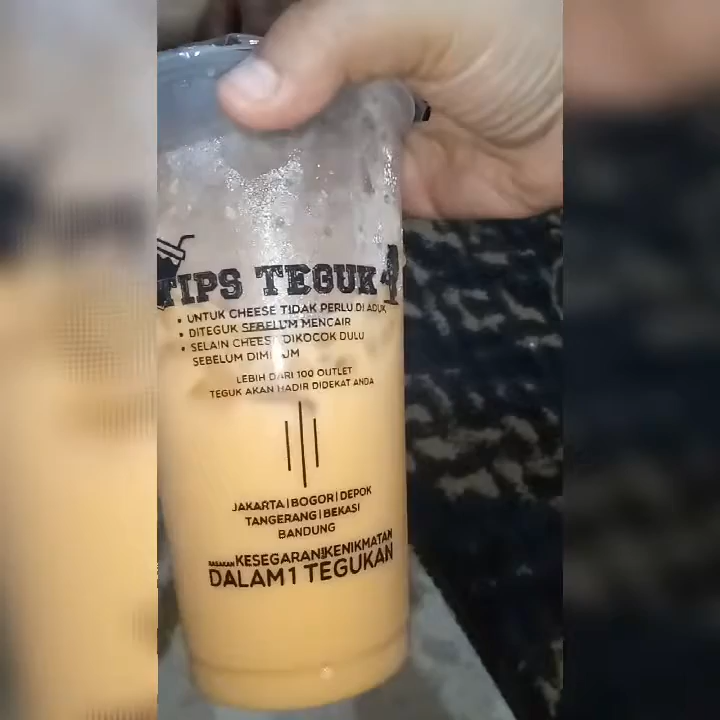 TIPS TEGUK
• UNTUK CHEESE TIDAK PERLU DI ADUK
• DITEGUK SEBELUM MENCAIR
• SELAIN CHEESE DIKOCOK DULU
SEBELUM DIMINUM
LEBIH DARI 100 OUTLET
TEGUK AKAN HADIR DIDEKAT ANDA
JAKARTA|BOGOR|DEPOK
TANGERANG|BEKASI
BANDUNG
RASAKAN KESEGARAN KENIKMATAN
DALAM 1 TEGUKAN